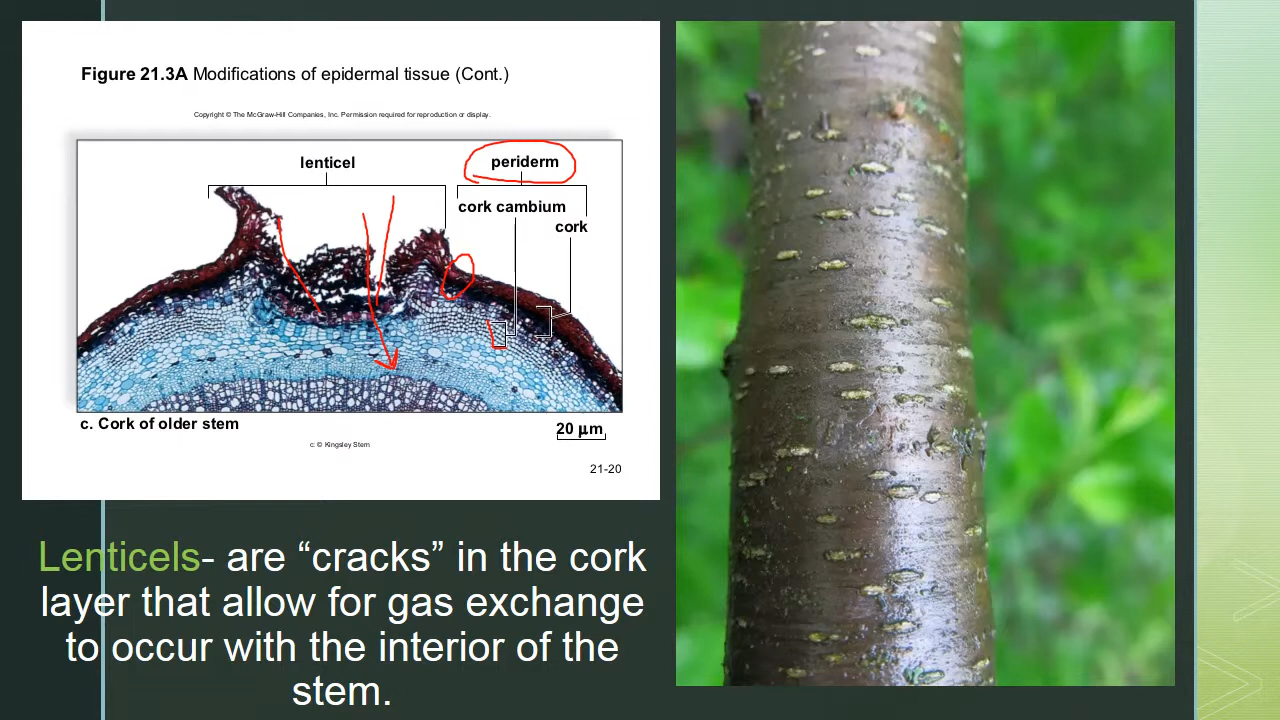 Figure 21.3A Modifications of epidermal tissue (Cont.)
Copyright © The McGraw-Hill Companies, Inc. Permission required for reproduction or display.
lenticel
periderm
cork cambium
cork
c. Cork of older stem
20 µm
c: © Kingsley Stern
21-20
Lenticels- are “cracks” in the cork
layer that allow for gas exchange
to occur with the interior of the
stem.